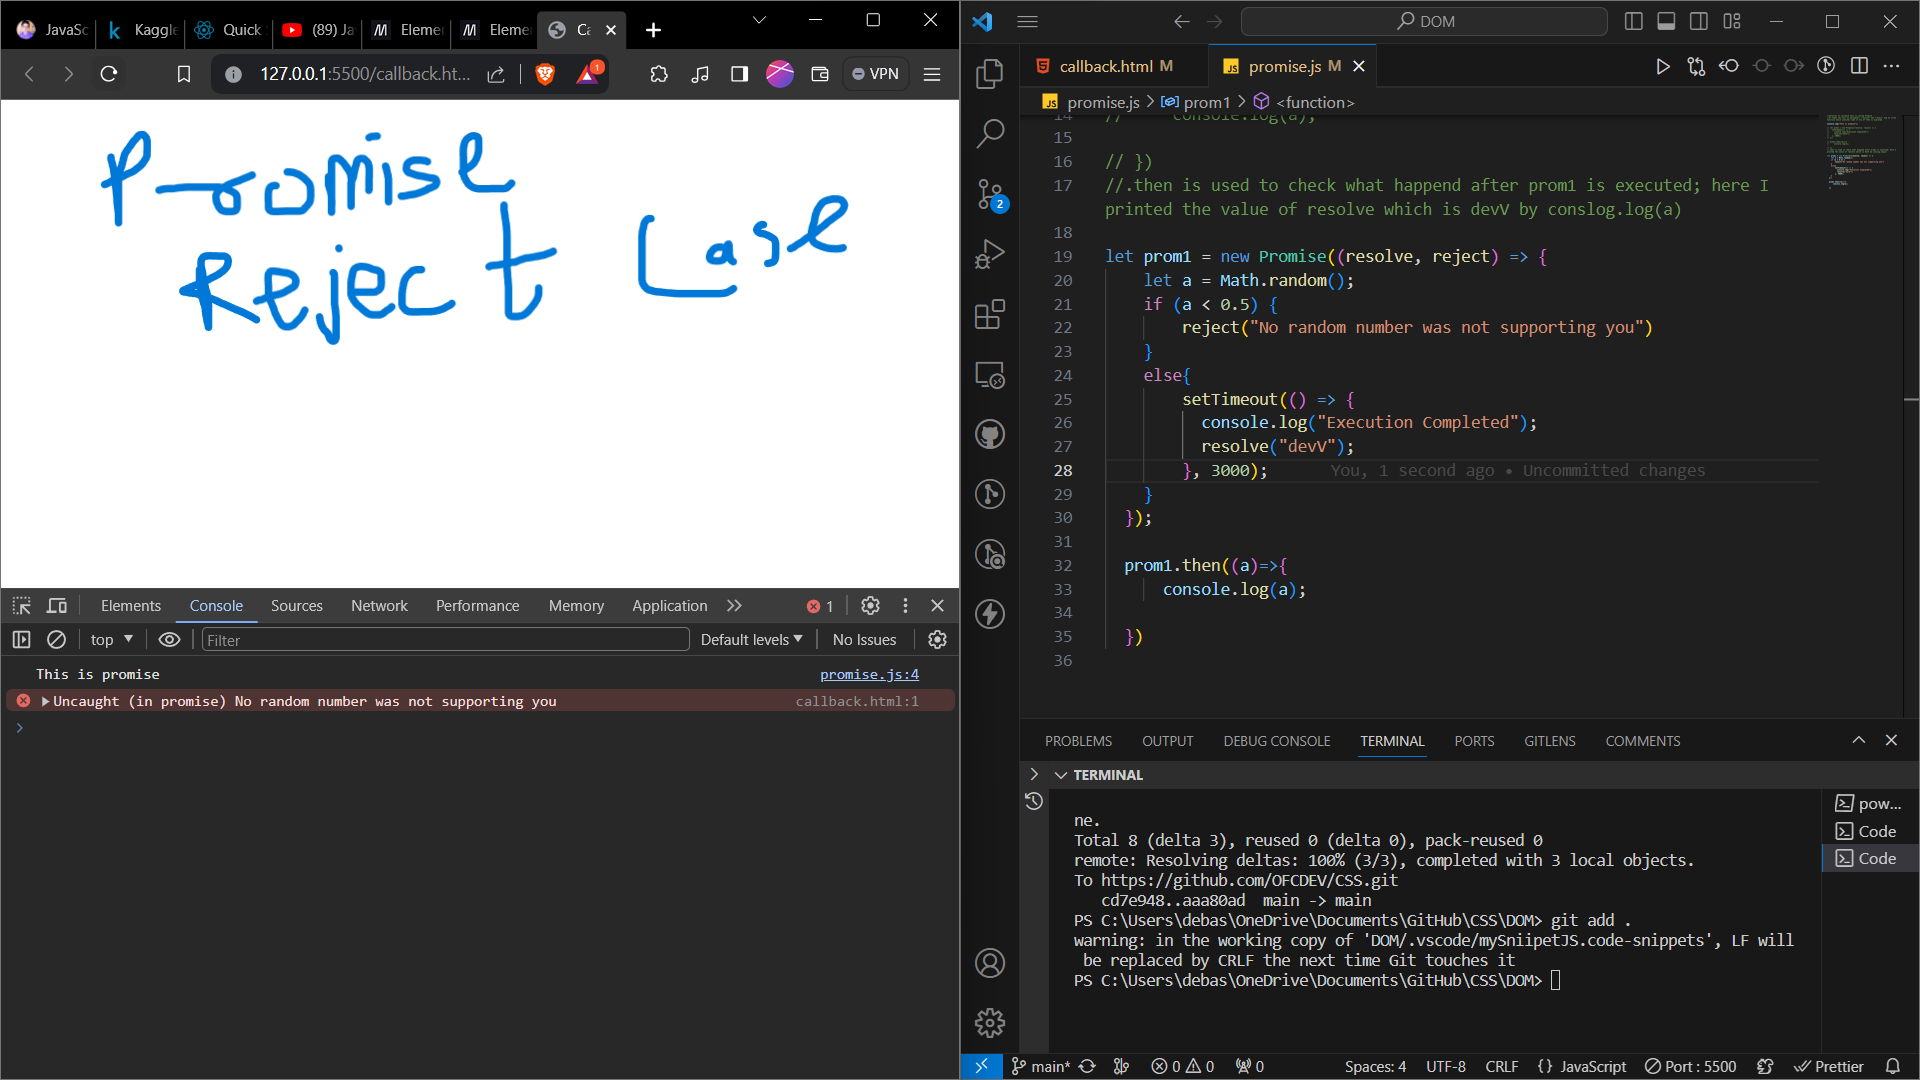 JavaSc
Kaggle
Quick
(89) Ja
Elemer
Elemer
Ca
127.0.0.1:5500/callback.ht...
1
VPN
Promise
Reject Case
Elements Console Sources Network Performance Memory Application 1
top Filter Default levels No Issues
This is promise promise.js:4
Uncaught (in promise) No random number was not supporting you callback.html:1
DOM
callback.html M
promise.js M
promise.js > prom1 > <function>
14 // console.log(a);
15
16 // })
17 //.then is used to check what happend after prom1 is executed; here I
printed the value of resolve which is devV by conslog.log(a)
18
19 let prom1 = new Promise((resolve, reject) => {
20 let a = Math.random();
21 if (a < 0.5) {
22 reject("No random number was not supporting you")
23 }
24 else{
25 setTimeout(() => {
26 console.log("Execution Completed");
27 resolve("devV");
28 }, 3000); You, 1 second ago • Uncommitted changes
29 }
30 });
31
32 prom1.then((a)=>{
33 console.log(a);
34
35 })
36
2
PROBLEMS OUTPUT DEBUG CONSOLE TERMINAL PORTS GITLENS COMMENTS
TERMINAL
ne.
Total 8 (delta 3), reused 0 (delta 0), pack-reused 0
remote: Resolving deltas: 100% (3/3), completed with 3 local objects.
To https://github.com/OFCDEV/CSS.git
cd7e948..aaa80ad main -> main
PS C:\Users\debas\OneDrive\Documents\GitHub\CSS\DOM> git add .
warning: in the working copy of 'DOM/.vscode/mySniipetJS.code-snippets', LF will
be replaced by CRLF the next time Git touches it
PS C:\Users\debas\OneDrive\Documents\GitHub\CSS\DOM>
pow...
Code
Code
main* 0 0 0 Spaces: 4 UTF-8 CRLF {} JavaScript Port : 5500 Prettier